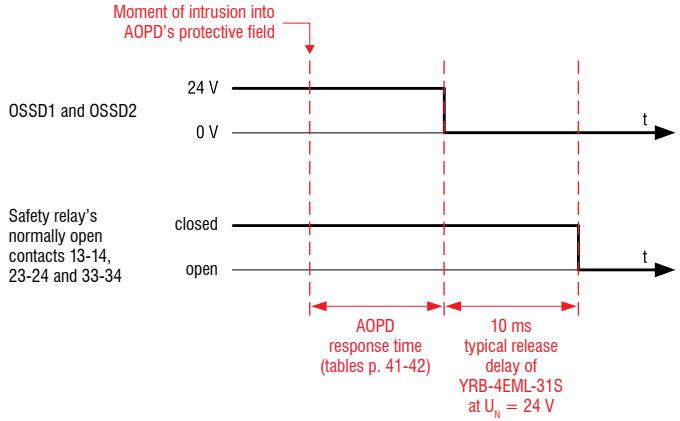 Moment of intrusion into
AOPD's protective field
24 V
OSSD1 and OSSD2
0 V
t
Safety relay's
normally open
contacts 13-14,
23-24 and 33-34
closed
open
t
AOPD
response time
(tables p. 41-42)
10 ms
typical release
delay of
YRB-4EML-31S
at U_N = 24 V